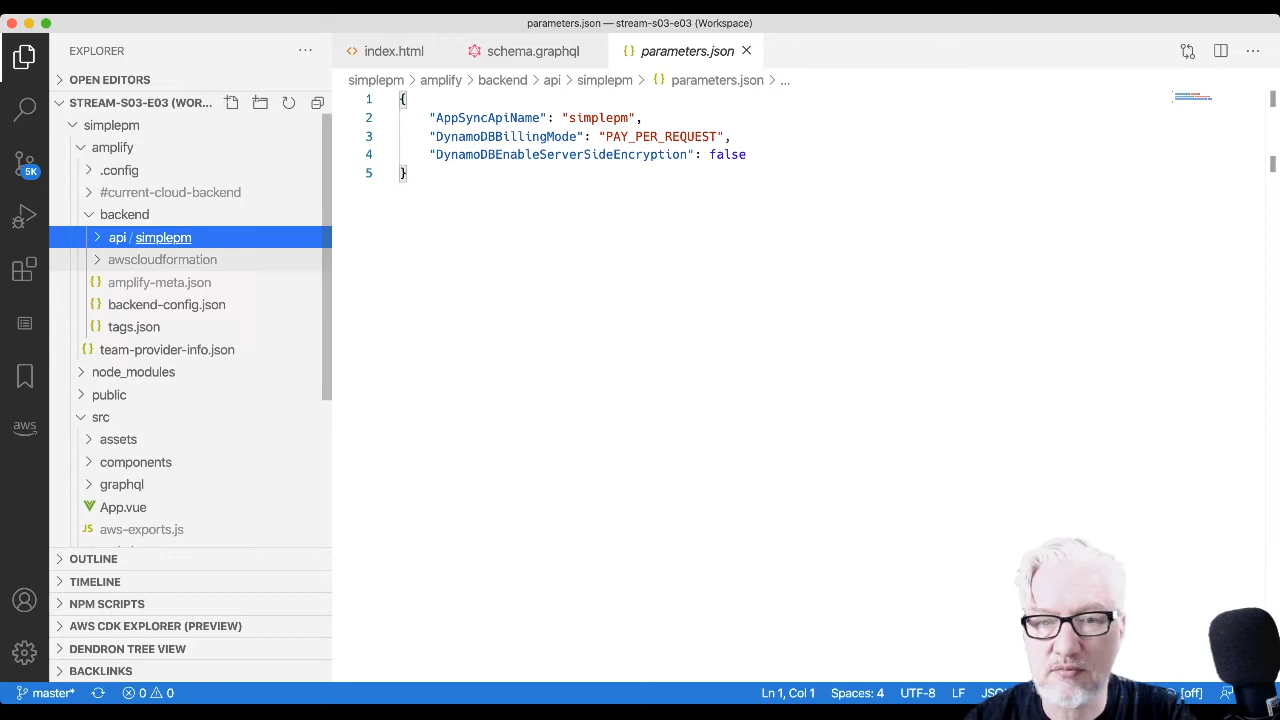 parameters.json — stream-s03-e03 (Workspace)
EXPLORER
index.html
schema.graphql
parameters.json
OPEN EDITORS
simplepm
amplify
backend
api
simplepm
parameters.json
...
STREAM-S03-E03 (WOR...
simplepm
amplify
.config
#current-cloud-backend
backend
api / simplepm
awscloudformation
amplify-meta.json
backend-config.json
tags.json
team-provider-info.json
node_modules
public
src
assets
components
graphql
App.vue
JS aws-exports.js
OUTLINE
TIMELINE
NPM SCRIPTS
AWS CDK EXPLORER (PREVIEW)
DENDRON TREE VIEW
BACKLINKS
5K
aws
1 {
2 "AppSyncApiName": "simplepm",
3 "DynamoDBBillingMode": "PAY_PER_REQUEST",
4 "DynamoDBEnableServerSideEncryption": false
5 }
master*
0
0
Ln 1, Col 1
Spaces: 4
UTF-8
LF
[off]